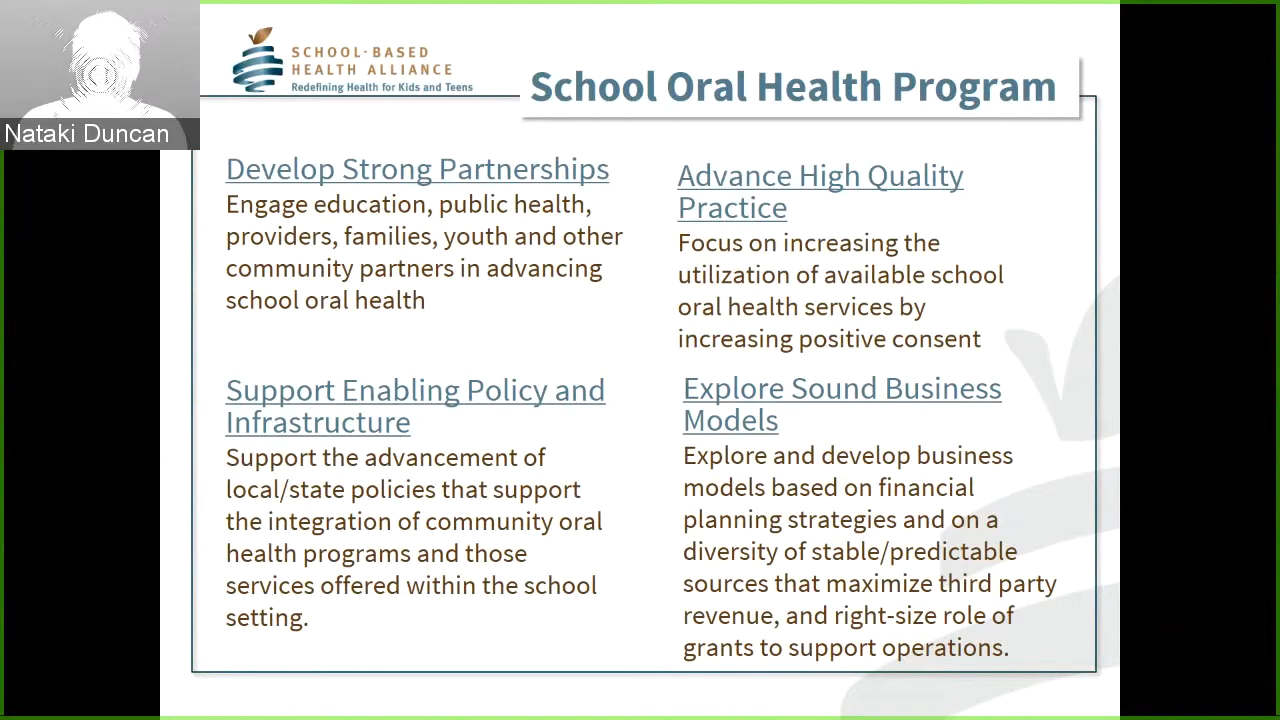 SCHOOL-BASED
HEALTH ALLIANCE
Redefining Health for Kids and Teens
School Oral Health Program
Nataki Duncan
Develop Strong Partnerships
Engage education, public health,
providers, families, youth and other
community partners in advancing
school oral health
Advance High Quality
Practice
Focus on increasing the
utilization of available school
oral health services by
increasing positive consent
Support Enabling Policy and
Infrastructure
Support the advancement of
local/state policies that support
the integration of community oral
health programs and those
services offered within the school
setting.
Explore Sound Business
Models
Explore and develop business
models based on financial
planning strategies and on a
diversity of stable/predictable
sources that maximize third party
revenue, and right-size role of
grants to support operations.